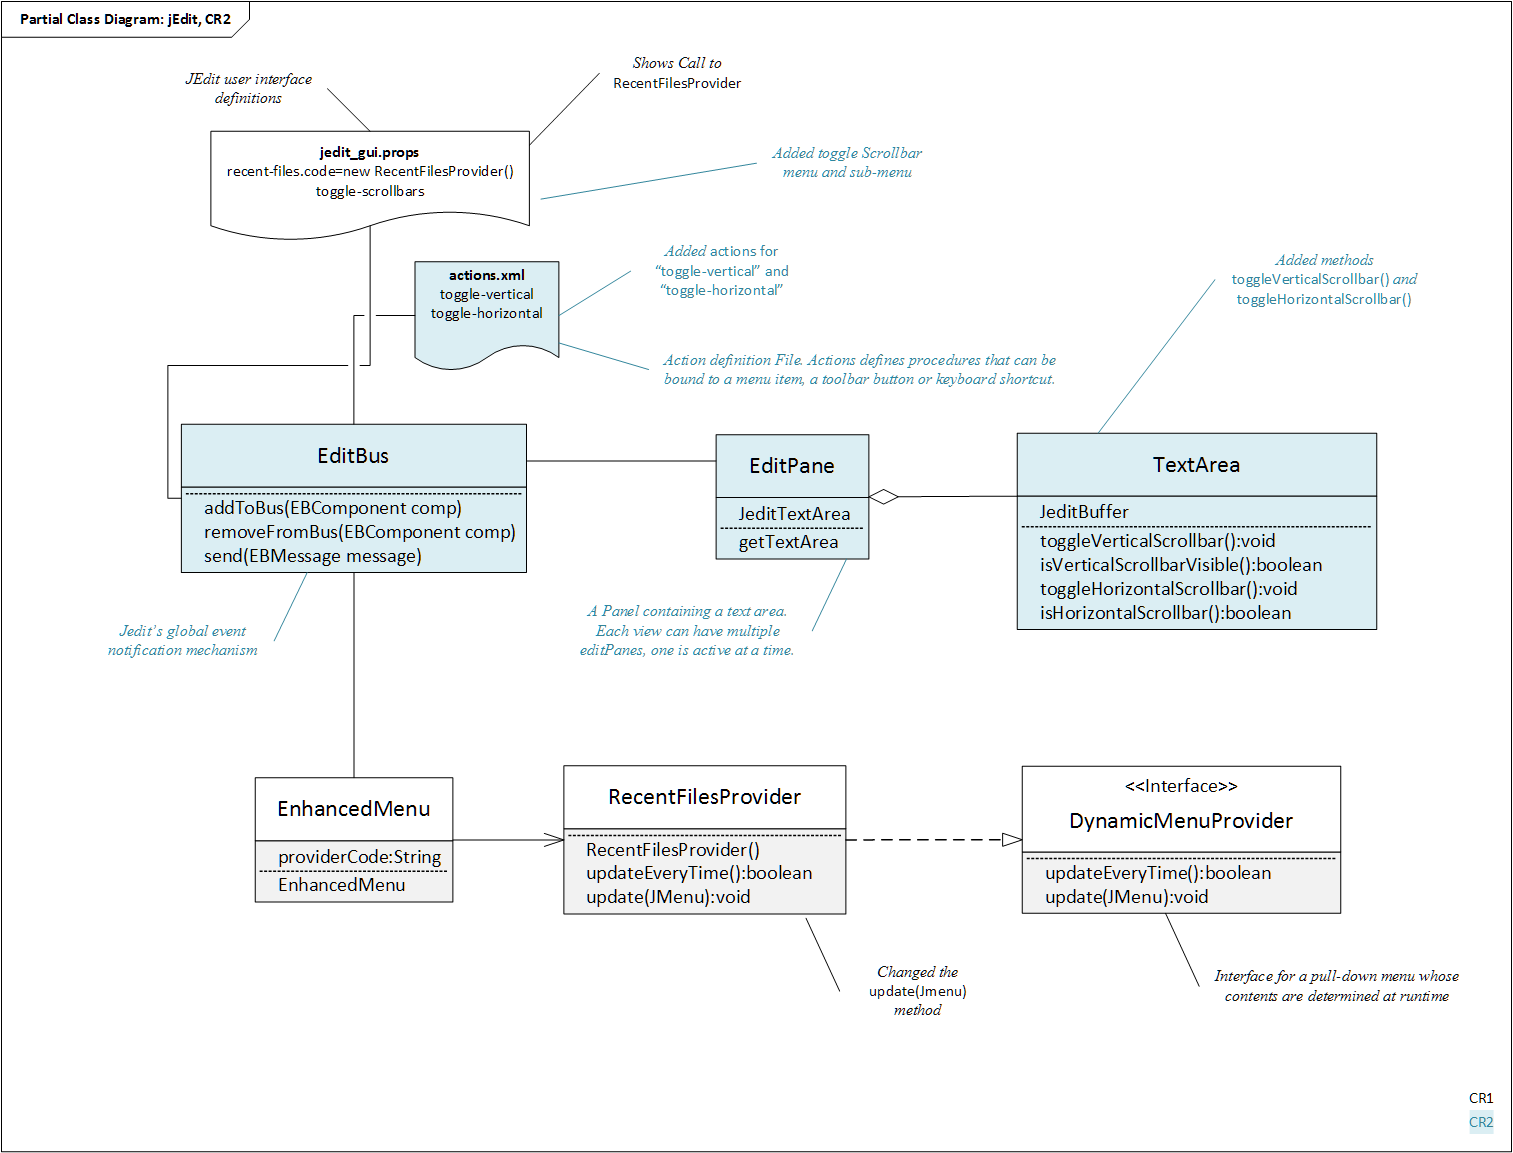 Partial Class Diagram: jEdit, CR2
JEdit user interface
definitions
Shows Call to
RecentFilesProvider
jedit_gui.props
recent-files.code=new RecentFilesProvider()
toggle-scrollbars
Added toggle Scrollbar
menu and sub-menu
actions.xml
toggle-vertical
toggle-horizontal
Added actions for
“toggle-vertical” and
“toggle-horizontal”
Added methods
toggleVerticalScrollbar() and
toggleHorizontalScrollbar()
Action definition File. Actions defines procedures that can be
bound to a menu item, a toolbar button or keyboard shortcut.
EditBus
addToBus(EBComponent comp)
removeFromBus(EBComponent comp)
send(EBMessage message)
EditPane
JeditTextArea
getTextArea
TextArea
JeditBuffer
toggleVerticalScrollbar():void
isVerticalScrollbarVisible():boolean
toggleHorizontalScrollbar():void
isHorizontalScrollbar():boolean
Jedit’s global event
notification mechanism
A Panel containing a text area.
Each view can have multiple
editPanes, one is active at a time.
EnhancedMenu
providerCode:String
EnhancedMenu
RecentFilesProvider
RecentFilesProvider()
updateEveryTime():boolean
update(JMenu):void
<<Interface>>
DynamicMenuProvider
updateEveryTime():boolean
update(JMenu):void
Changed the
update(Jmenu)
method
Interface for a pull-down menu whose
contents are determined at runtime
CR1
CR2